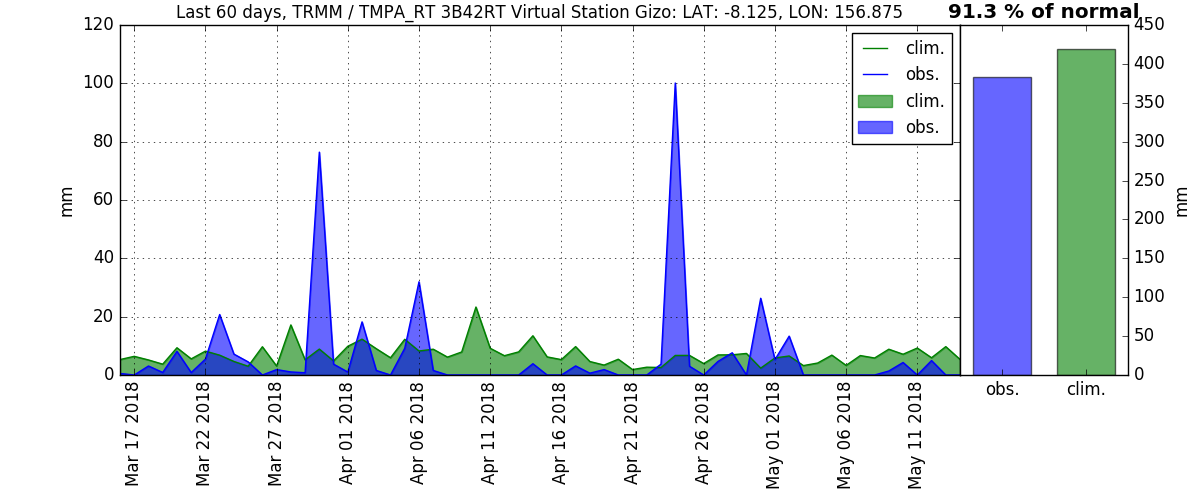 Last 60 days, TRMM / TMPA_RT 3B42RT Virtual Station Gizo: LAT: -8.125, LON: 156.875
91.3 % of normal
120
100
80
60
40
20
0
mm
clim.
obs.
clim.
obs.
Mar 17 2018
Mar 22 2018
Mar 27 2018
Apr 01 2018
Apr 06 2018
Apr 11 2018
Apr 16 2018
Apr 21 2018
Apr 26 2018
May 01 2018
May 06 2018
May 11 2018
450
400
350
300
250
200
150
100
50
0
mm
obs.
clim.